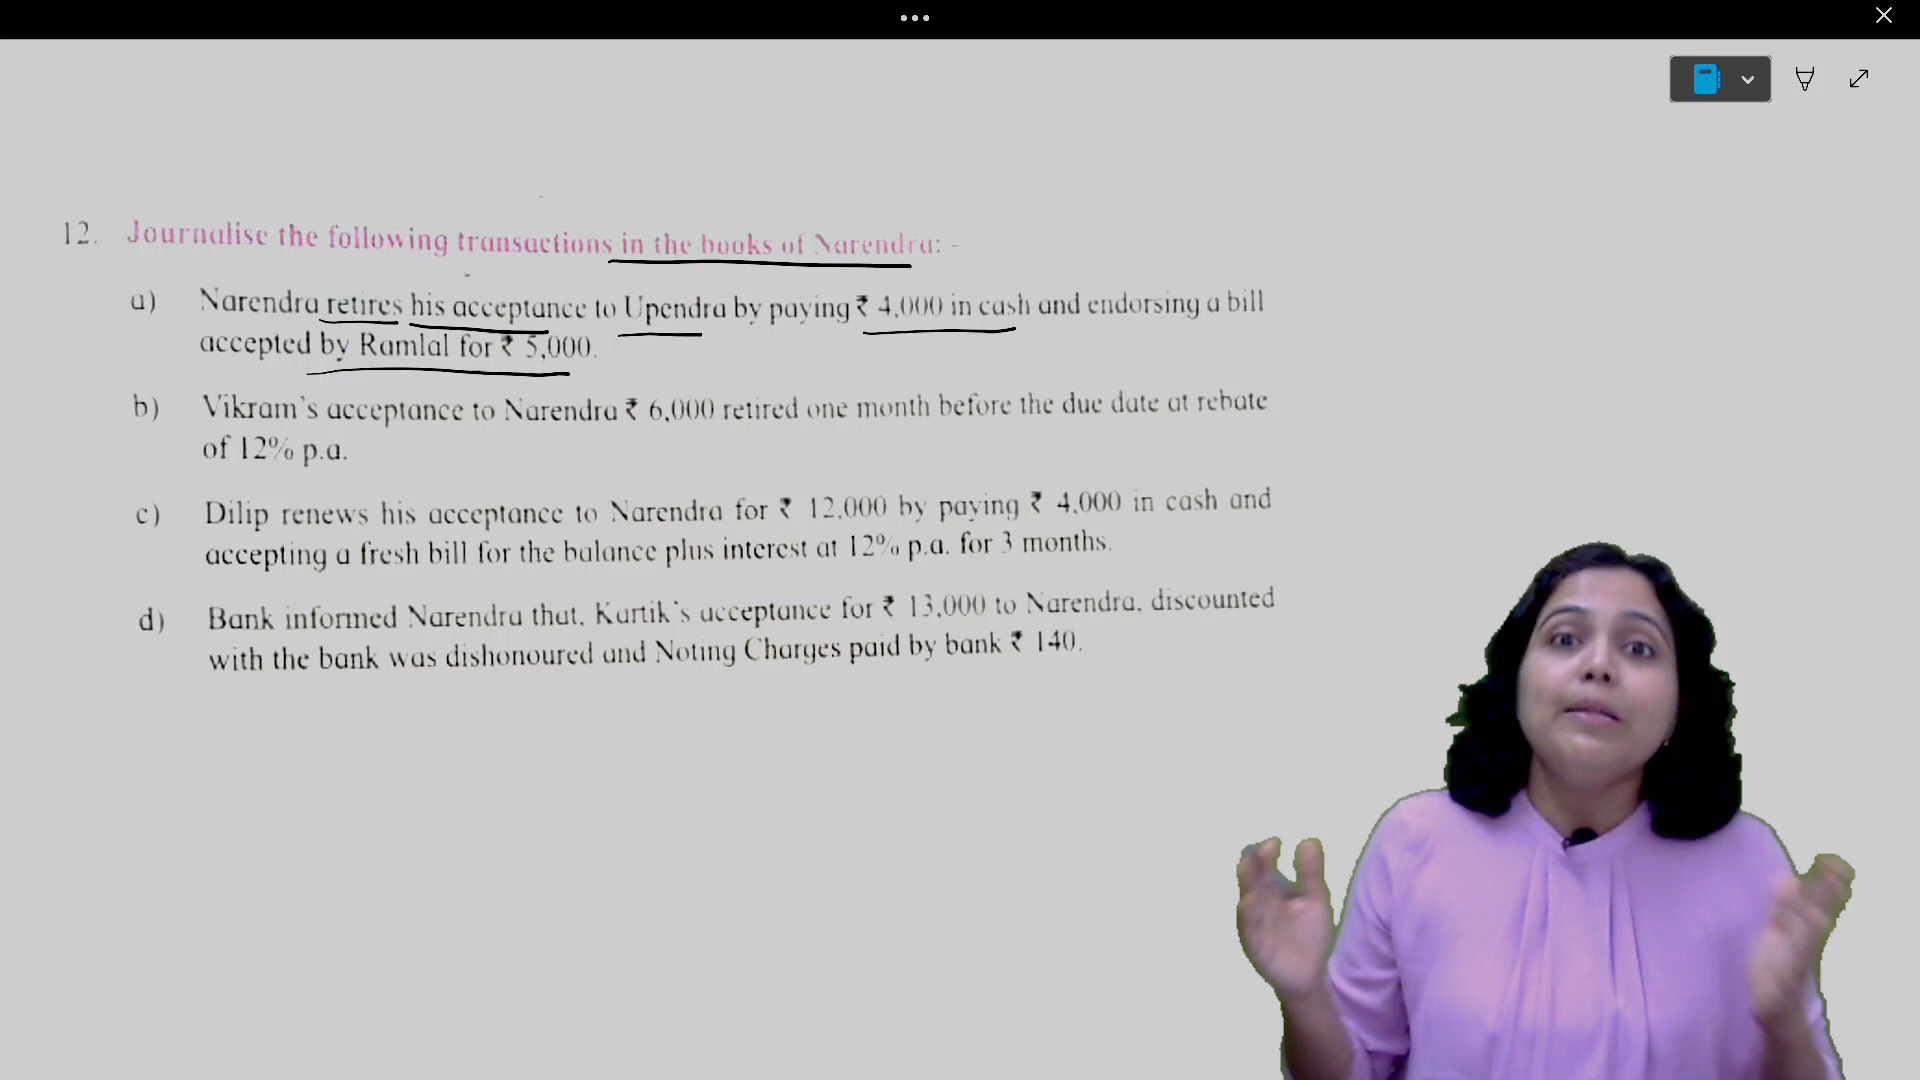 12. Journalise the following transactions in the books of Narendra: -
a) Narendra retires his acceptance to Upendra by paying ₹ 4,000 in cash and endorsing a bill
accepted by Ramlal for ₹ 5,000.
b) Vikram's acceptance to Narendra ₹ 6,000 retired one month before the due date at rebate
of 12% p.a.
c) Dilip renews his acceptance to Narendra for ₹ 12,000 by paying ₹ 4,000 in cash and
accepting a fresh bill for the balance plus interest at 12% p.a. for 3 months.
d) Bank informed Narendra that, Kartik's acceptance for ₹ 13,000 to Narendra, discounted
with the bank was dishonoured and Noting Charges paid by bank ₹ 140.